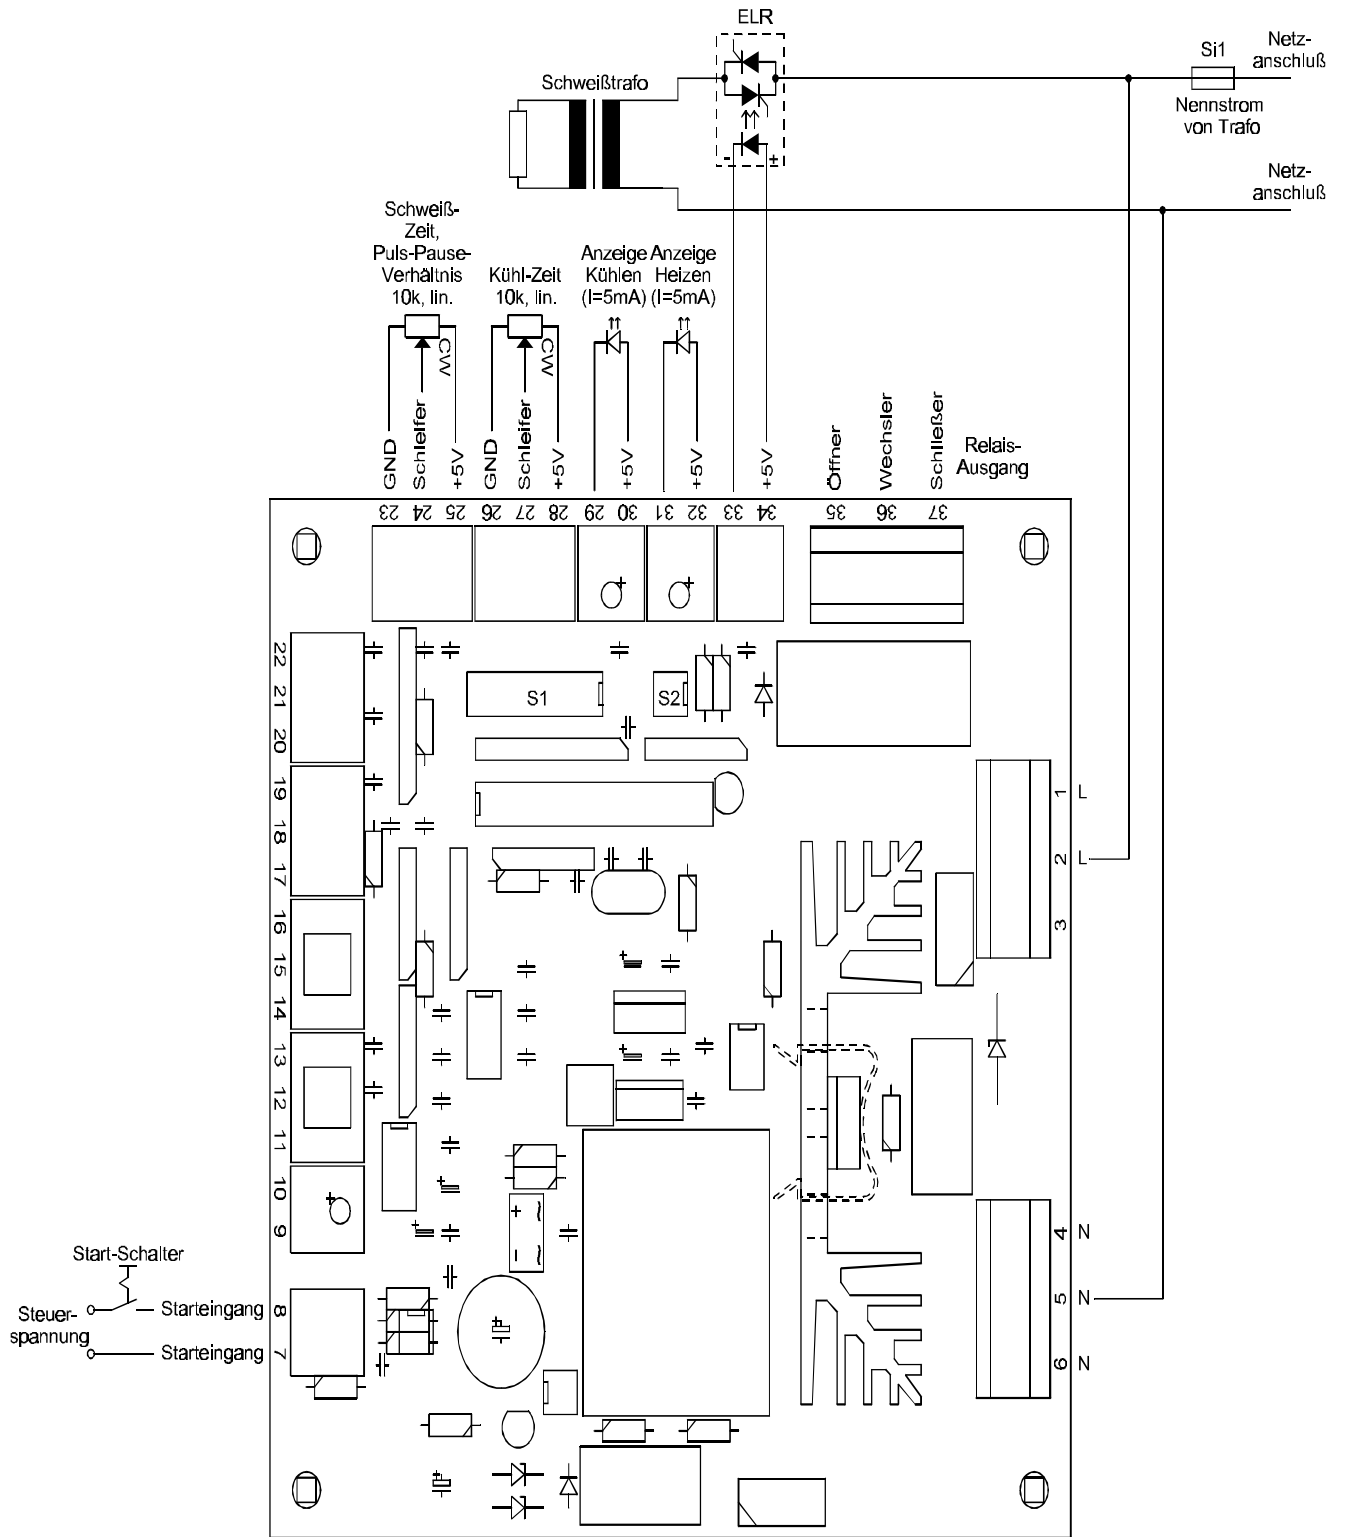 ELR
Si1
Netz-
anschluß
Schweißtrafo
Nennstrom
von Trafo
- +
Netz-
anschluß
Schweiß-
Zeit,
Puls-Pause-
Verhältnis
10k, lin.
Kühl-Zeit
10k, lin.
Anzeige
Kühlen
(I=5mA)
Anzeige
Heizen
(I=5mA)
CW
CW
GND
Schleifer
+5V
GND
Schleifer
+5V
+5V
+5V
+5V
Öffner
Wechsler
Schließer
Relais-
Ausgang
23 24 25 26 27 28 29 30 31 32 33 34 35 36 37
S1
S2
22
21
20
19
18
17
16
15
14
13
12
11
10
9
8
7
1 L
2 L
3
4 N
5 N
6 N
Start-Schalter
Steuer-
spannung
Starteingang
Starteingang